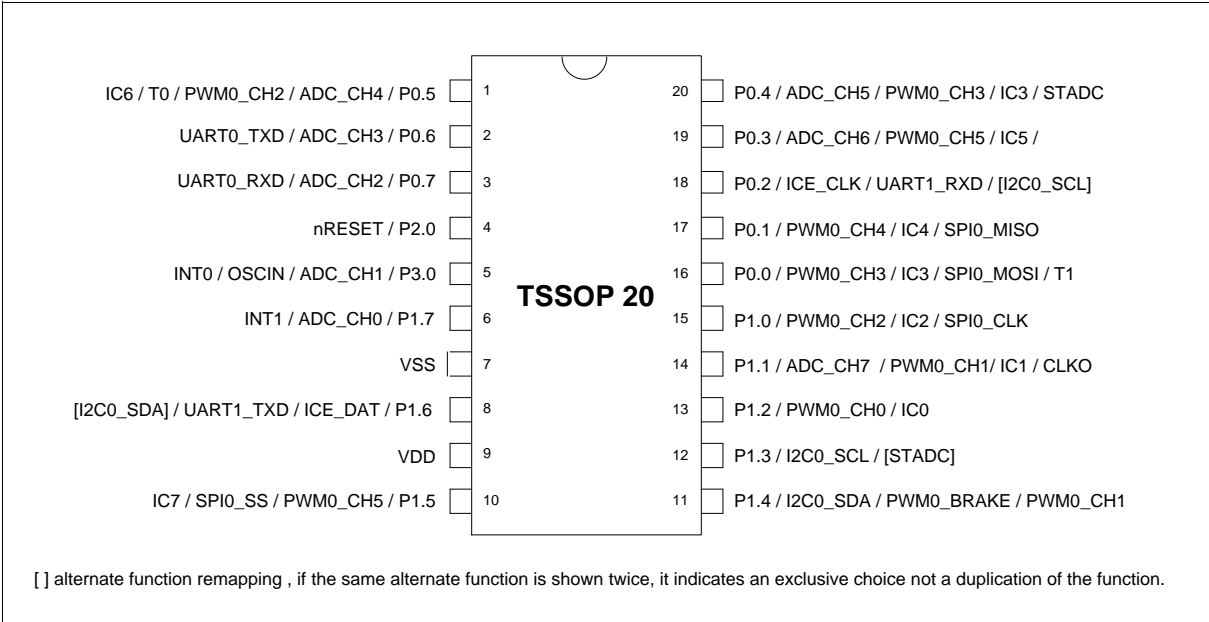 IC6 / T0 / PWM0_CH2 / ADC_CH4 / P0.5 1 20 P0.4 / ADC_CH5 / PWM0_CH3 / IC3 / STADC
UART0_TXD / ADC_CH3 / P0.6 2 19 P0.3 / ADC_CH6 / PWM0_CH5 / IC5 /
UART0_RXD / ADC_CH2 / P0.7 3 18 P0.2 / ICE_CLK / UART1_RXD / [I2C0_SCL]
nRESET / P2.0 4 17 P0.1 / PWM0_CH4 / IC4 / SPI0_MISO
INT0 / OSCIN / ADC_CH1 / P3.0 5 16 P0.0 / PWM0_CH3 / IC3 / SPI0_MOSI / T1
TSSOP 20
INT1 / ADC_CH0 / P1.7 6 15 P1.0 / PWM0_CH2 / IC2 / SPI0_CLK
VSS 7 14 P1.1 / ADC_CH7 / PWM0_CH1/ IC1 / CLKO
[I2C0_SDA] / UART1_TXD / ICE_DAT / P1.6 8 13 P1.2 / PWM0_CH0 / IC0
VDD 9 12 P1.3 / I2C0_SCL / [STADC]
IC7 / SPI0_SS / PWM0_CH5 / P1.5 10 11 P1.4 / I2C0_SDA / PWM0_BRAKE / PWM0_CH1
[ ] alternate function remapping , if the same alternate function is shown twice, it indicates an exclusive choice not a duplication of the function.